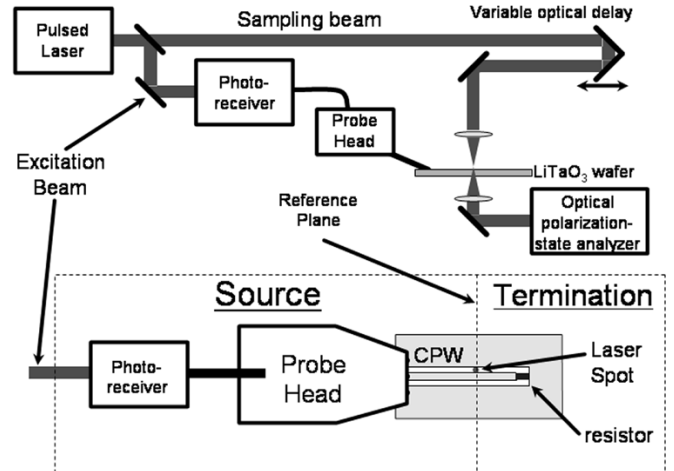 Pulsed
Laser
Sampling beam
Variable optical delay
Photo-
receiver
Probe
Head
Excitation
Beam
LiTaO₃ wafer
Reference
Plane
Optical
polarization-
state analyzer
Source
Termination
Photo-
receiver
Probe
Head
CPW
Laser
Spot
resistor